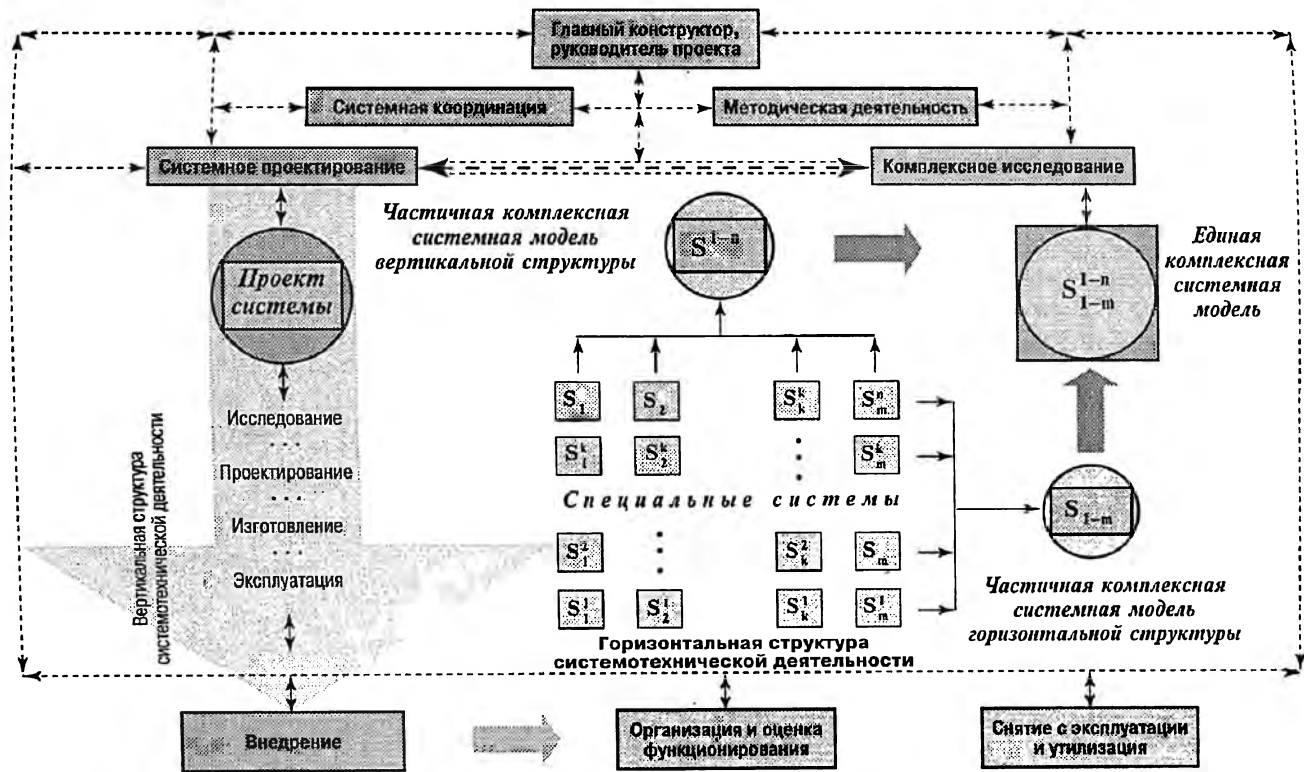 Главный конструктор,
руководитель проекта
Системная координация
Методическая деятельность
Системное проектирование
Комплексное исследование
Частичная комплексная
системная модель
вертикальной структуры
S^{1-n}
Единая
комплексная
системная
модель
S^{1-n}_{1-m}
Проект
системы
Исследование
. . .
Проектирование
. . .
Изготовление
. . .
Эксплуатация
Вертикальная структура
системотехнической деятельности
S_1 S_2 S^k_k S^n_m
S^k_1 S^k_2 S^k_m
Специальные системы
S^2_1 S^2_k
S^1_1 S^1_2 S^1_k S^1_m
S_{1-m}
Горизонтальная структура
системотехнической деятельности
Частичная комплексная
системная модель
горизонтальной структуры
Внедрение
Организация и оценка
функционирования
Снятие с эксплуатации
и утилизация